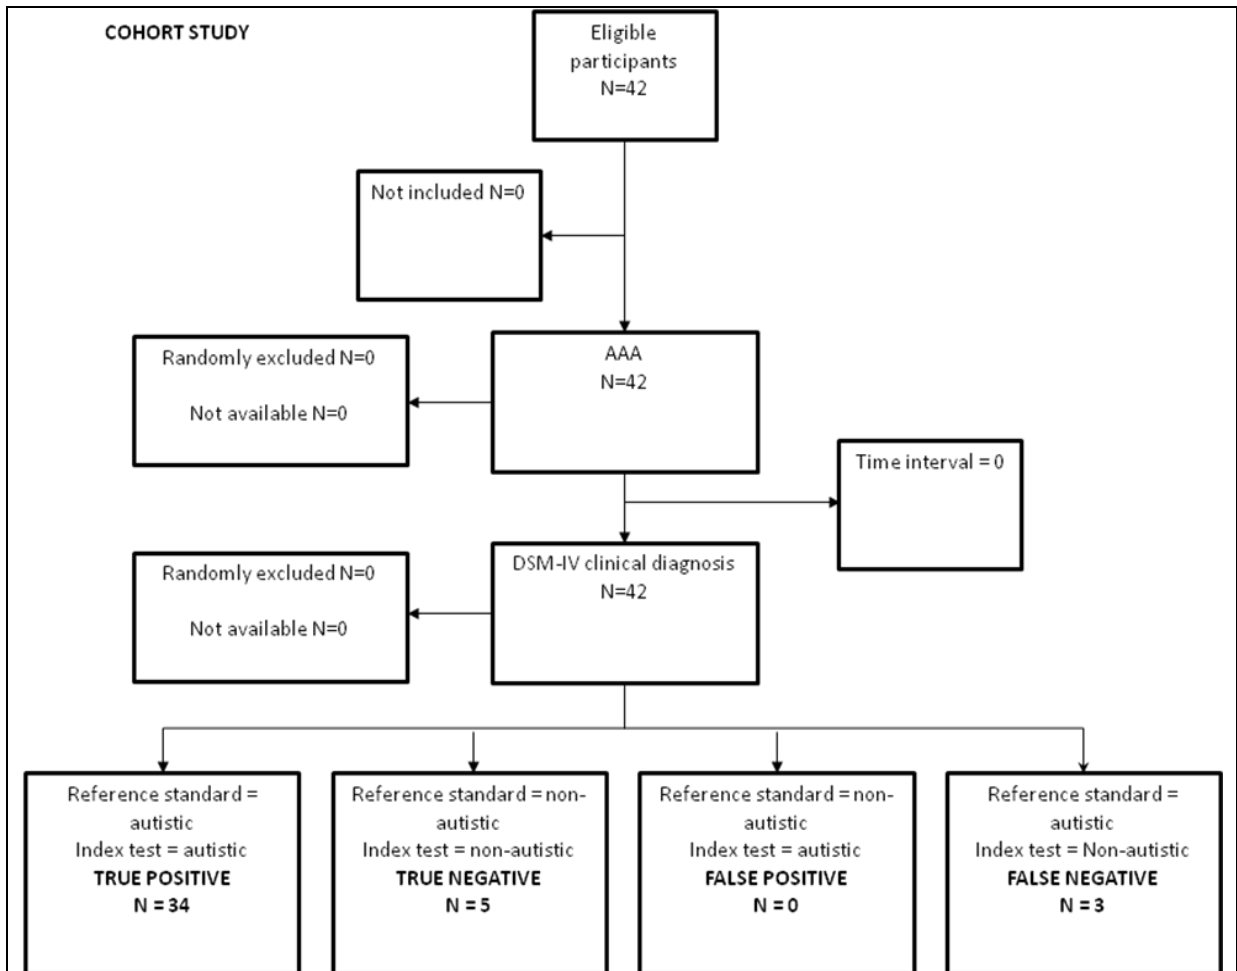 COHORT STUDY
Eligible
participants
N=42
Not included N=0
Randomly excluded N=0
Not available N=0
AAA
N=42
Time interval = 0
Randomly excluded N=0
Not available N=0
DSM-IV clinical diagnosis
N=42
Reference standard =
autistic
Index test = autistic
TRUE POSITIVE
N = 34
Reference standard = non-
autistic
Index test = non-autistic
TRUE NEGATIVE
N = 5
Reference standard = non-
autistic
Index test = autistic
FALSE POSITIVE
N = 0
Reference standard =
autistic
Index test = Non-autistic
FALSE NEGATIVE
N = 3